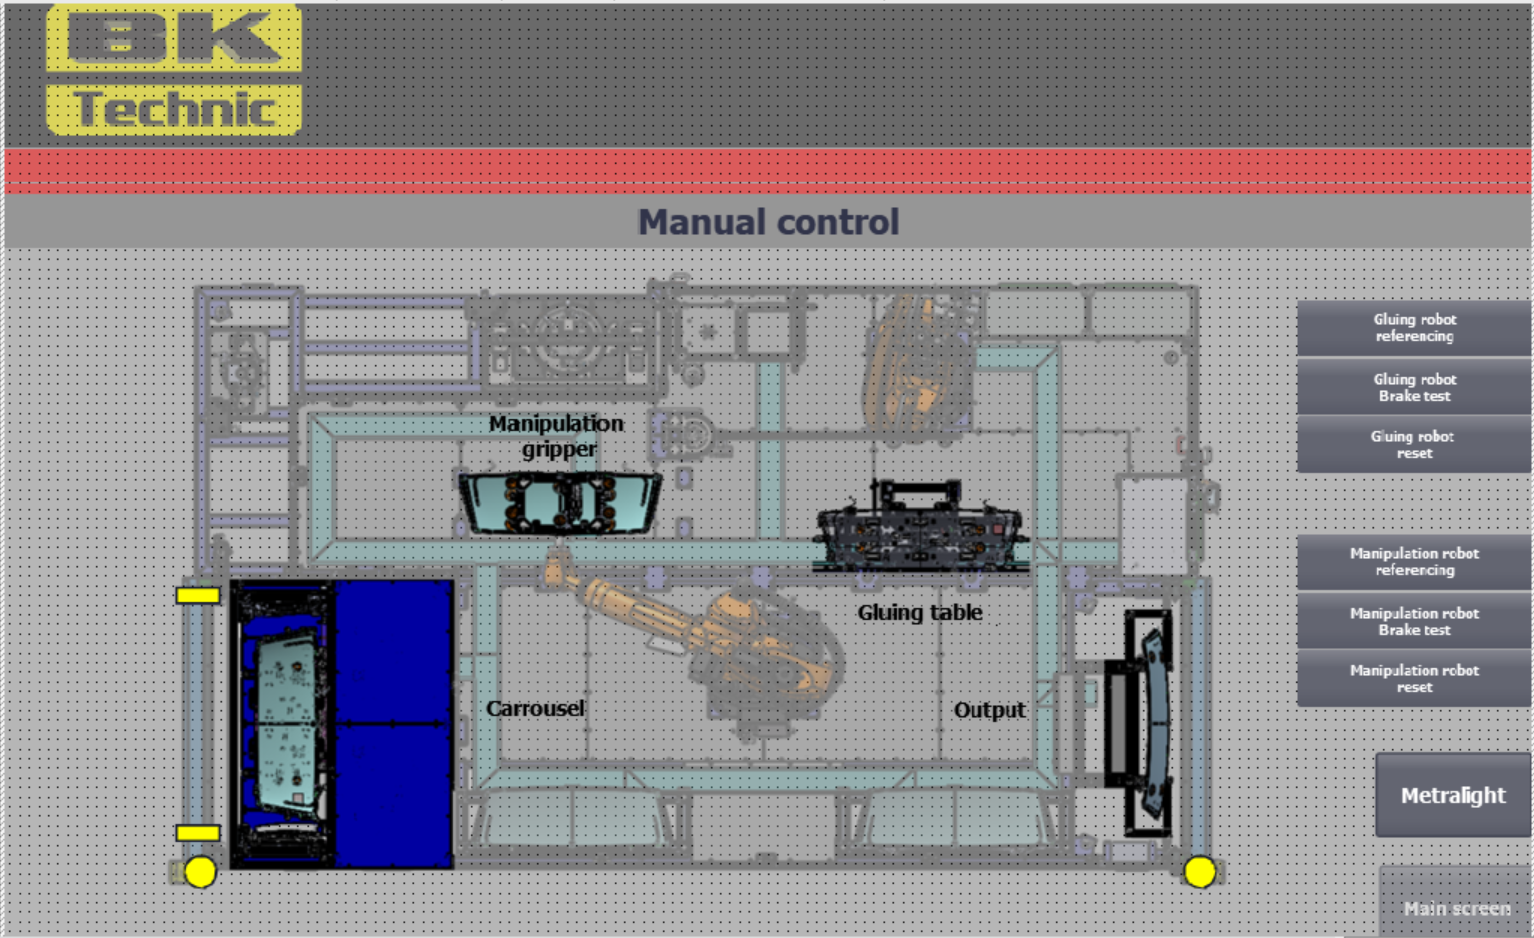 BK
Technic
Manual control
Gluing robot
referencing
Gluing robot
Brake test
Gluing robot
reset
Manipulation
gripper
Manipulation robot
referencing
Manipulation robot
Brake test
Manipulation robot
reset
Gluing table
Carrousel
Output
Metralight
Main screen